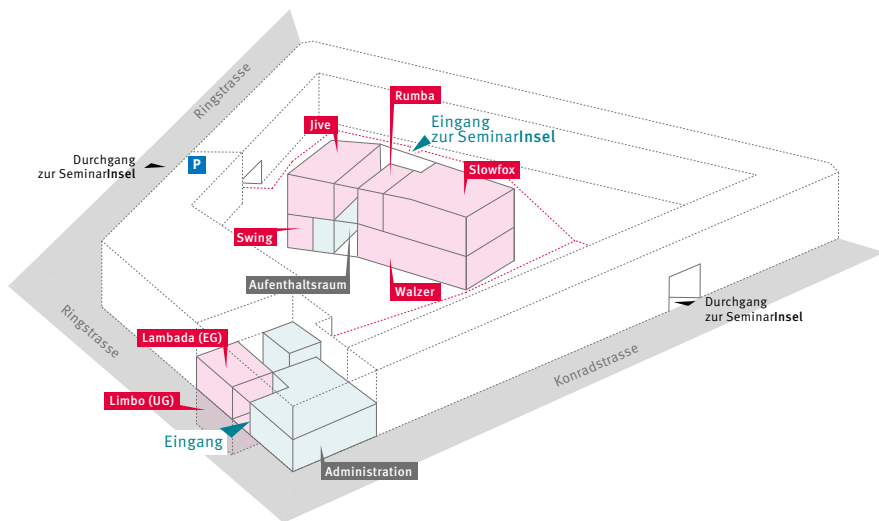 Ringstrasse
Rumba
Jive
Eingang
zur SeminarInsel
Durchgang
zur SeminarInsel
P
Slowfox
Swing
Aufenthaltsraum
Walzer
Durchgang
zur SeminarInsel
Ringstrasse
Lambada (EG)
Konradstrasse
Limbo (UG)
Eingang
Administration